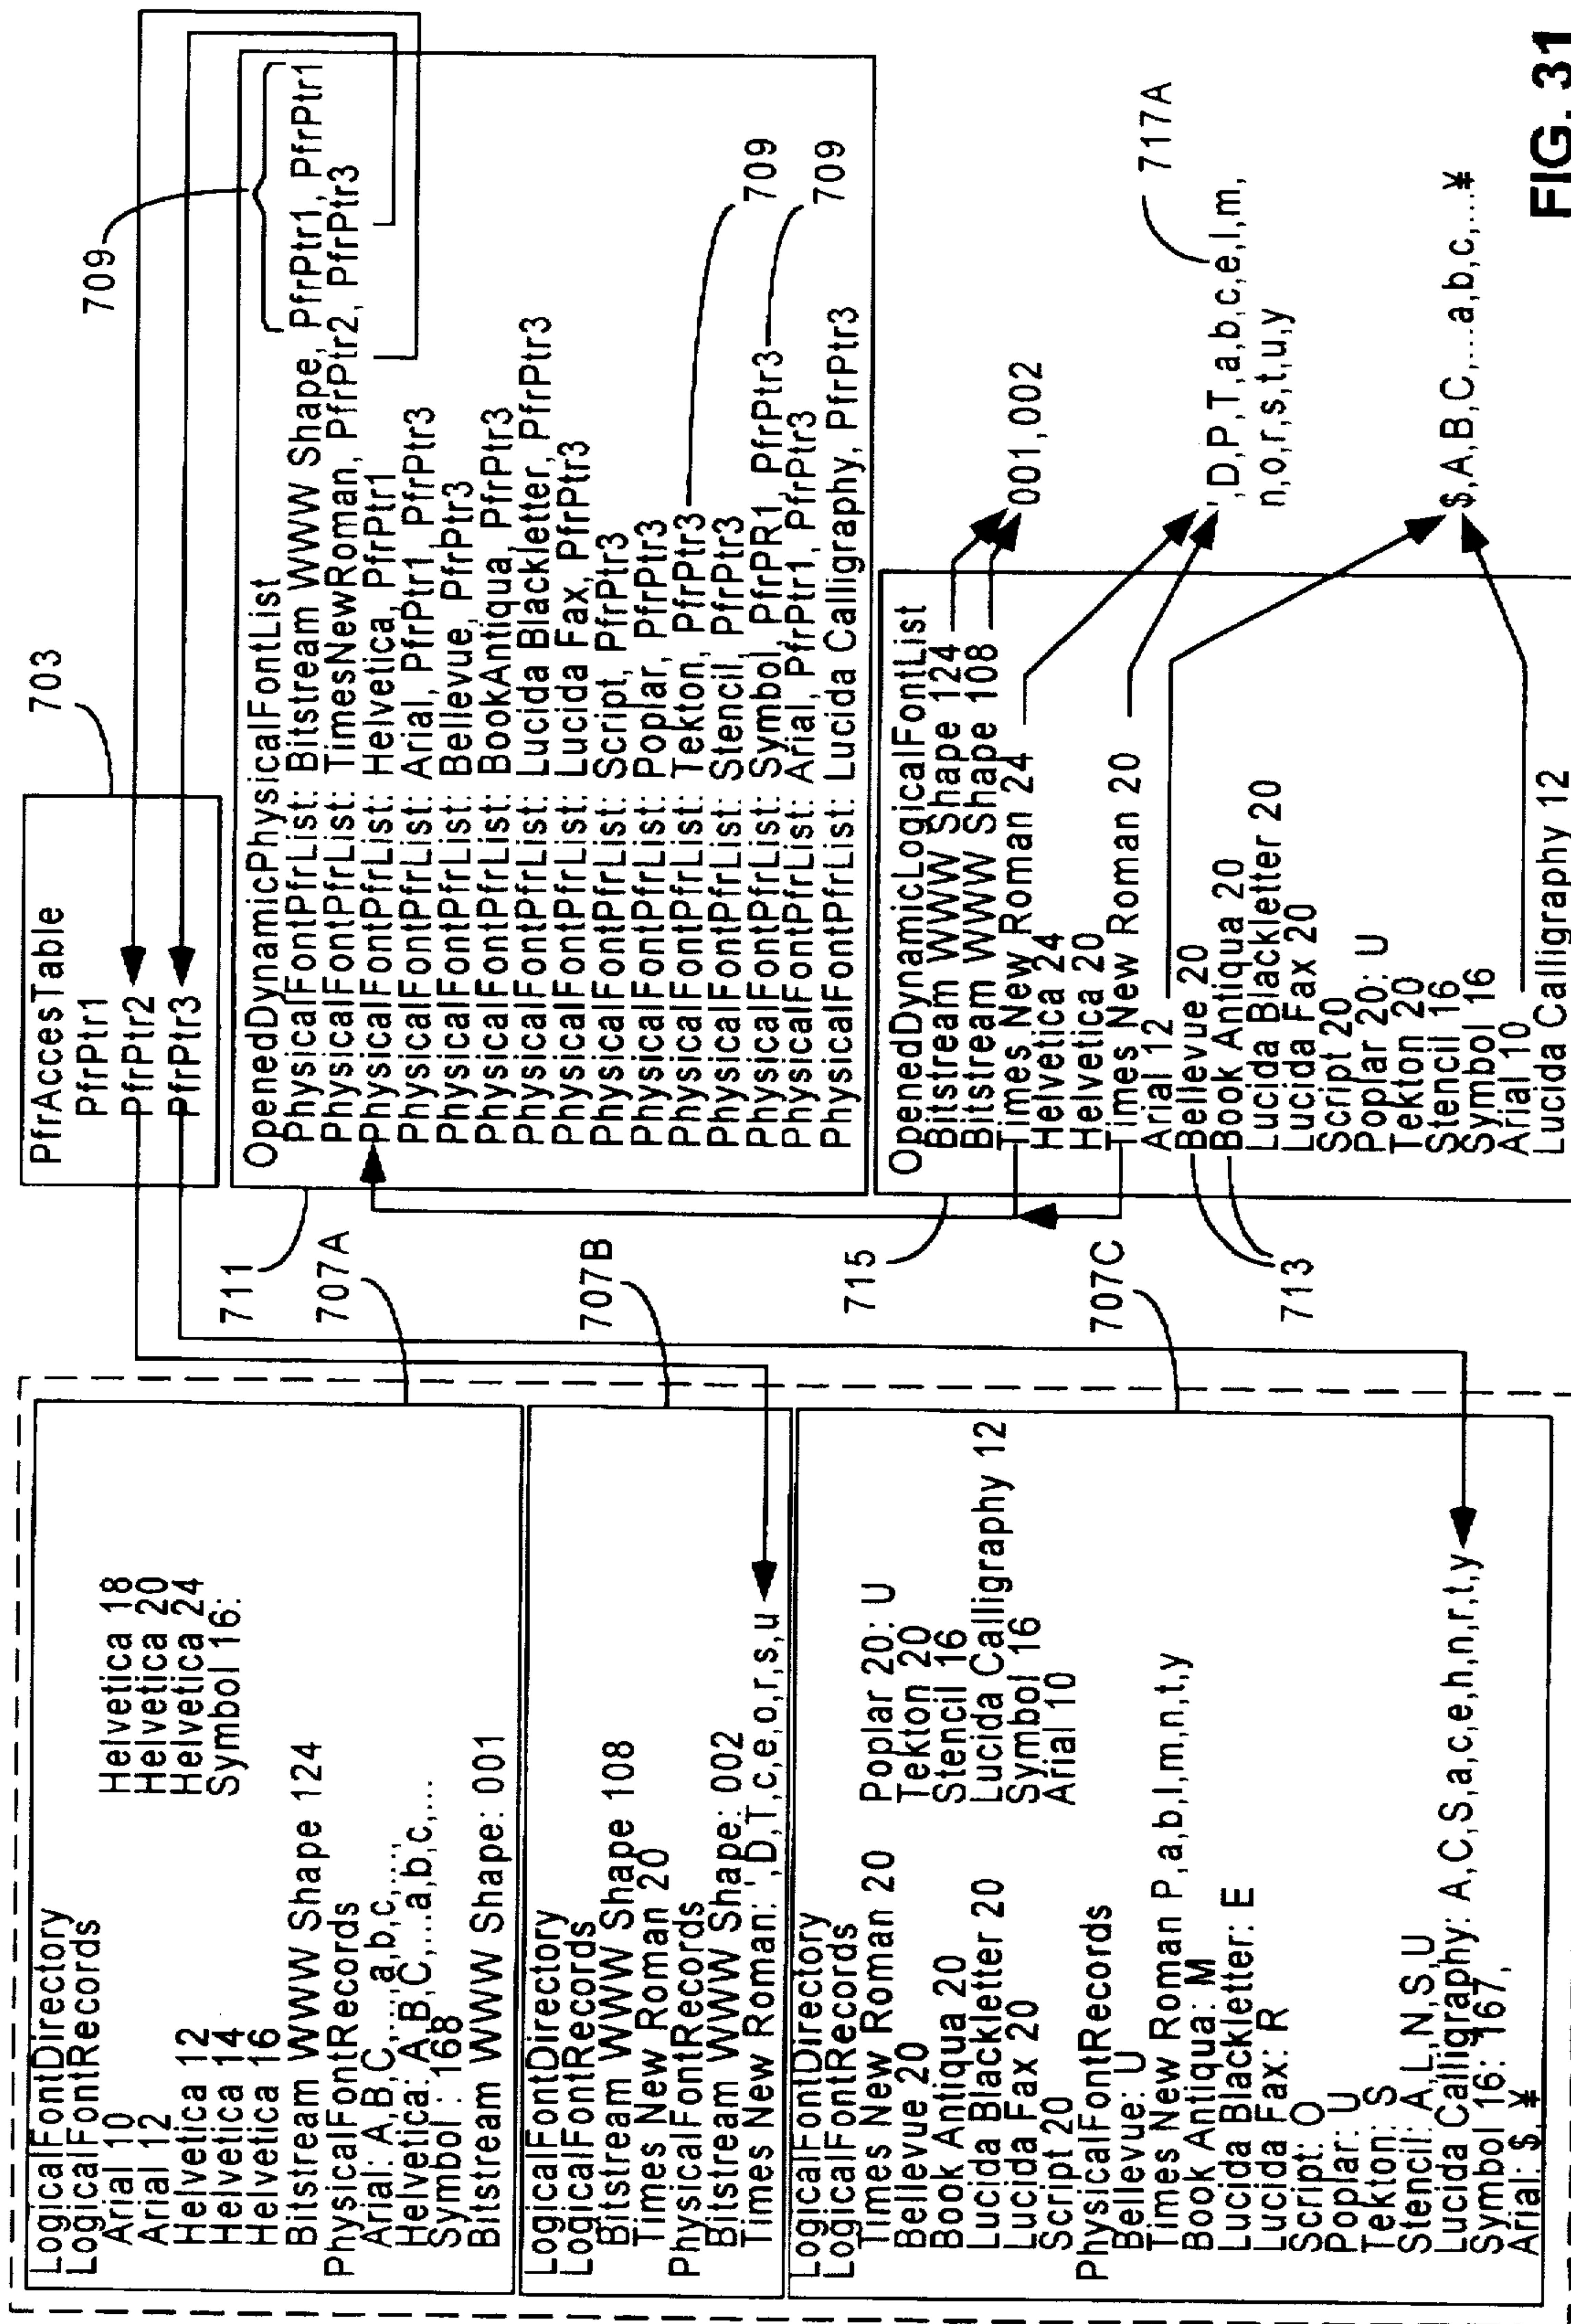 LogicalFontDirectory
LogicalFontRecords
Arial 10
Arial 12
Helvetica 12
Helvetica 14
Helvetica 16
Helvetica 18
Helvetica 20
Helvetica 24
Symbol 16:
Bitstream WWW Shape 124
PhysicalFontRecords
Arial: A,B,C,...,a,b,c,...,
Helvetica: A,B,C,...a,b,c,...
Symbol : 168
Bitstream WWW Shape: 001
707A
LogicalFontDirectory
LogicalFontRecords
Bitstream WWW Shape 108
Times New Roman 20
PhysicalFontRecords
Bitstream WWW Shape: 002
Times New Roman: ',D,T,c,e,o,r,s,u
707B
LogicalFontDirectory
LogicalFontRecords
Times New Roman 20
Bellevue 20
Book Antiqua 20
Lucida Blackletter 20
Lucida Fax 20
Script 20
Poplar 20: U
Tekton 20
Stencil 16
Lucida Calligraphy 12
Symbol 16
Arial 10
PhysicalFontRecords
Bellevue: U
Times New Roman P,a,b,l,m,n,t,y
Book Antiqua: M
Lucida Blackletter: E
Lucida Fax: R
Script: O
Poplar: U
Tekton: S
Stencil: A,L,N,S,U
Lucida Calligraphy: A,C,S,a,c,e,h,n,r,t,y
Symbol 16: 167,
Arial: $,¥
707C
PfrAccesTable
PfrPtr1
PfrPtr2
PfrPtr3
703
709
OpenedDynamicPhysicalFontList
PhysicalFontPfrList: Bitstream WWW Shape, PfrPtr1, PfrPtr1
PhysicalFontPfrList: TimesNewRoman, PfrPtr2, PfrPtr3
PhysicalFontPfrList: Helvetica, PfrPtr1
PhysicalFontPfrList: Arial, PfrPtr1, PfrPtr3
PhysicalFontPfrList: Bellevue, PfrPtr3
PhysicalFontPfrList: BookAntiqua, PfrPtr3
PhysicalFontPfrList: Lucida Blackletter, PfrPtr3
PhysicalFontPfrList: Lucida Fax, PfrPtr3
PhysicalFontPfrList: Script, PfrPtr3
PhysicalFontPfrList: Poplar, PfrPtr3
PhysicalFontPfrList: Tekton, PfrPtr3
PhysicalFontPfrList: Stencil, PfrPtr3
PhysicalFontPfrList: Symbol, PfrPR1, PfrPtr3
PhysicalFontPfrList: Arial, PfrPtr1, PfrPtr3
PhysicalFontPfrList: Lucida Calligraphy, PfrPtr3
709
709
711
OpenedDynamicLogicalFontList
Bitstream WWW Shape 124
Bitstream WWW Shape 108
Times New Roman 24
Helvetica 24
Helvetica 20
Times New Roman 20
Arial 12
Bellevue 20
Book Antiqua 20
Lucida Blackletter 20
Lucida Fax 20
Script 20
Poplar 20: U
Tekton 20
Stencil 16
Symbol 16
Arial 10
Lucida Calligraphy 12
715
713
001,002
',D,P,T,a,b,c,e,l,m,
n,o,r,s,t,u,y
717A
$,A,B,C,...a,b,c,...¥
FIG. 31